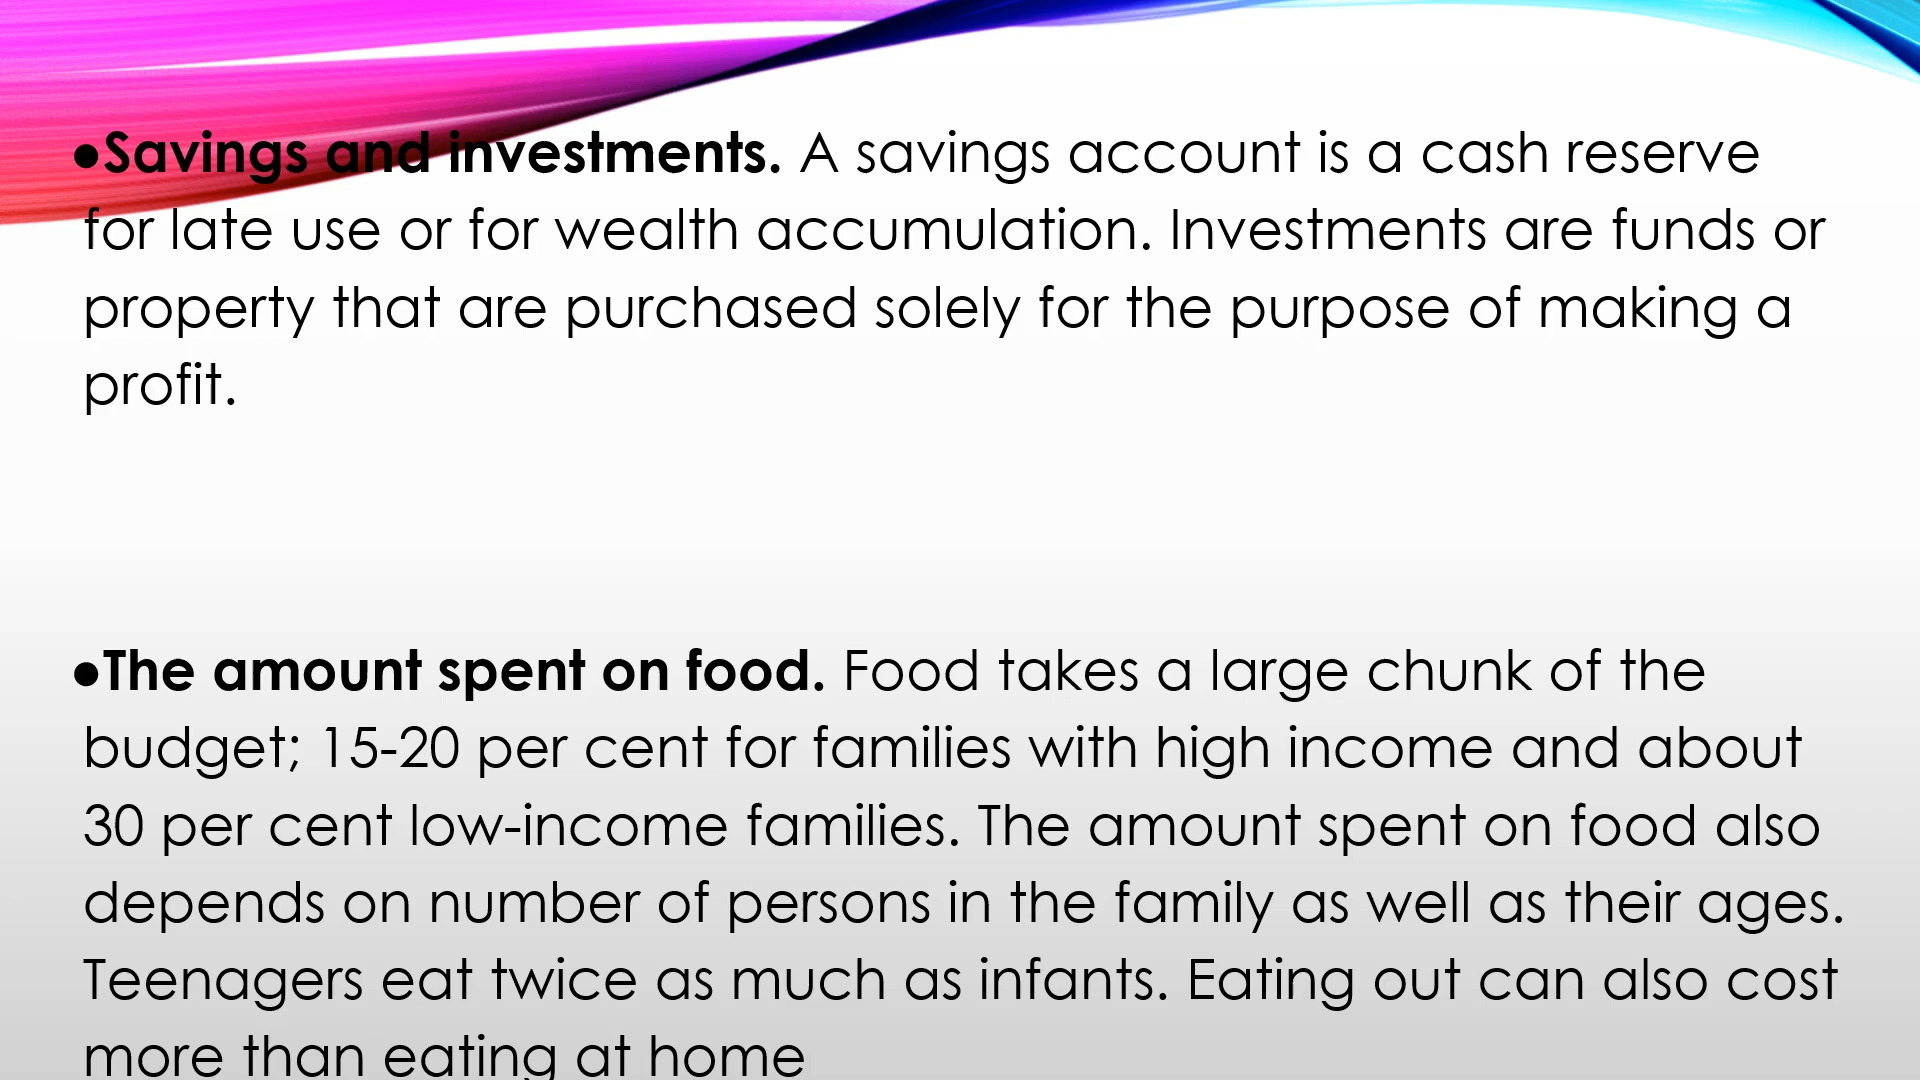 ●Savings and investments. A savings account is a cash reserve
for late use or for wealth accumulation. Investments are funds or
property that are purchased solely for the purpose of making a
profit.
●The amount spent on food. Food takes a large chunk of the
budget; 15-20 per cent for families with high income and about
30 per cent low-income families. The amount spent on food also
depends on number of persons in the family as well as their ages.
Teenagers eat twice as much as infants. Eating out can also cost
more than eating at home